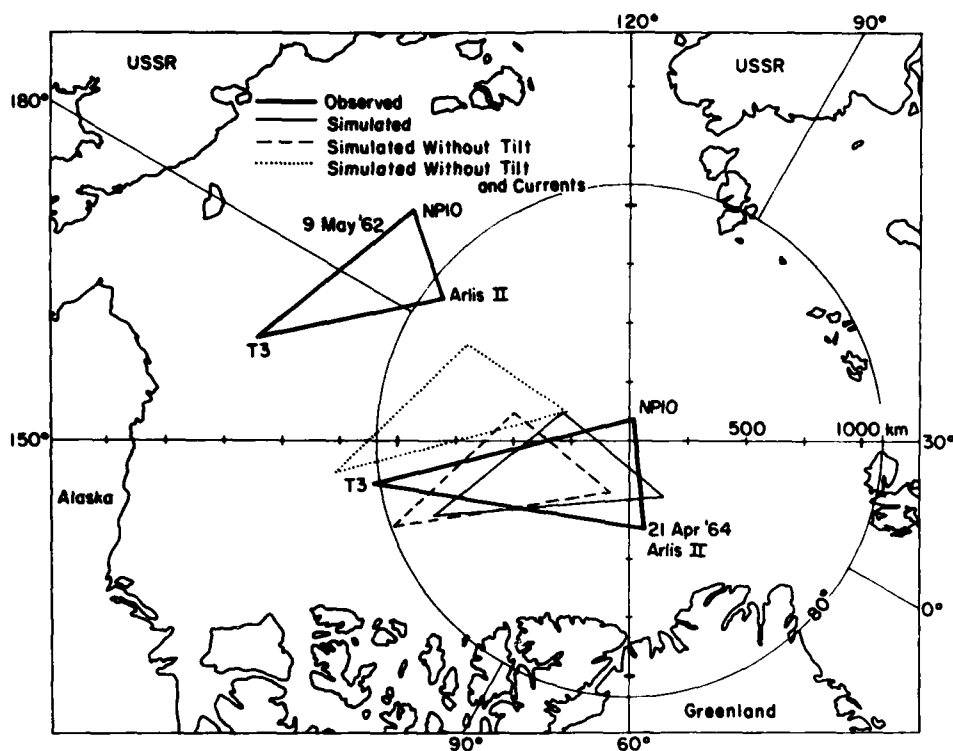 120°
90°
USSR
USSR
180°
Observed
Simulated
Simulated Without Tilt
Simulated Without Tilt
and Currents
NP10
9 May '62
Arlis II
T3
NP10
150°
500
1000 km
30°
T3
Alaska
21 Apr '64
Arlis II
80°
0°
Greenland
90°
60°